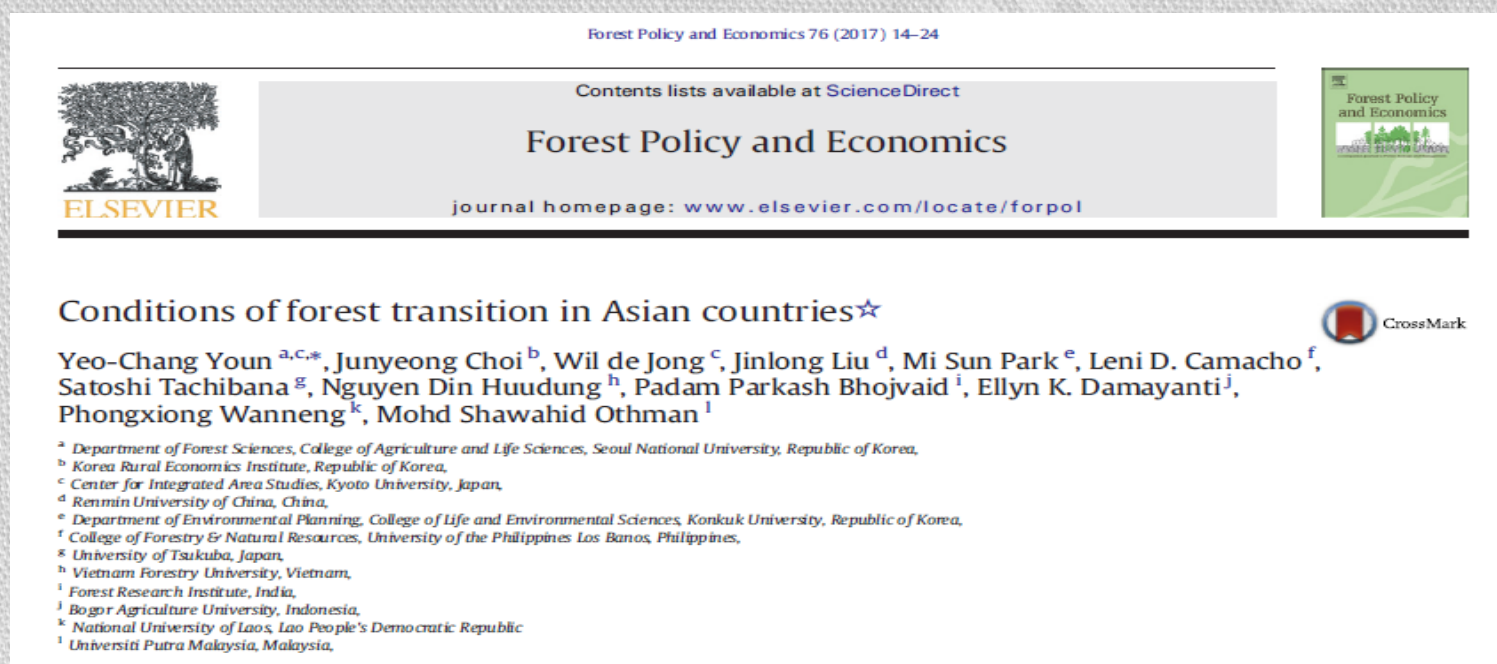 Forest Policy and Economics 76 (2017) 14–24
Contents lists available at ScienceDirect
Forest Policy and Economics
journal homepage: www.elsevier.com/locate/forpol
ELSEVIER
Forest Policy
and Economics
Conditions of forest transition in Asian countries☆
CrossMark
Yeo-Chang Youn a,c,*, Junyeong Choi b, Wil de Jong c, Jinlong Liu d, Mi Sun Park e, Leni D. Camacho f,
Satoshi Tachibana g, Nguyen Din Huudung h, Padam Parkash Bhojvaid i, Ellyn K. Damayanti j,
Phongxiong Wanneng k, Mohd Shawahid Othman l
a Department of Forest Sciences, College of Agriculture and Life Sciences, Seoul National University, Republic of Korea,
b Korea Rural Economics Institute, Republic of Korea,
c Center for Integrated Area Studies, Kyoto University, Japan,
d Renmin University of China, China,
e Department of Environmental Planning, College of Life and Environmental Sciences, Konkuk University, Republic of Korea,
f College of Forestry & Natural Resources, University of the Philippines Los Banos, Philippines,
g University of Tsukuba, Japan,
h Vietnam Forestry University, Vietnam,
i Forest Research Institute, India,
j Bogor Agriculture University, Indonesia,
k National University of Laos, Lao People's Democratic Republic
l Universiti Putra Malaysia, Malaysia,